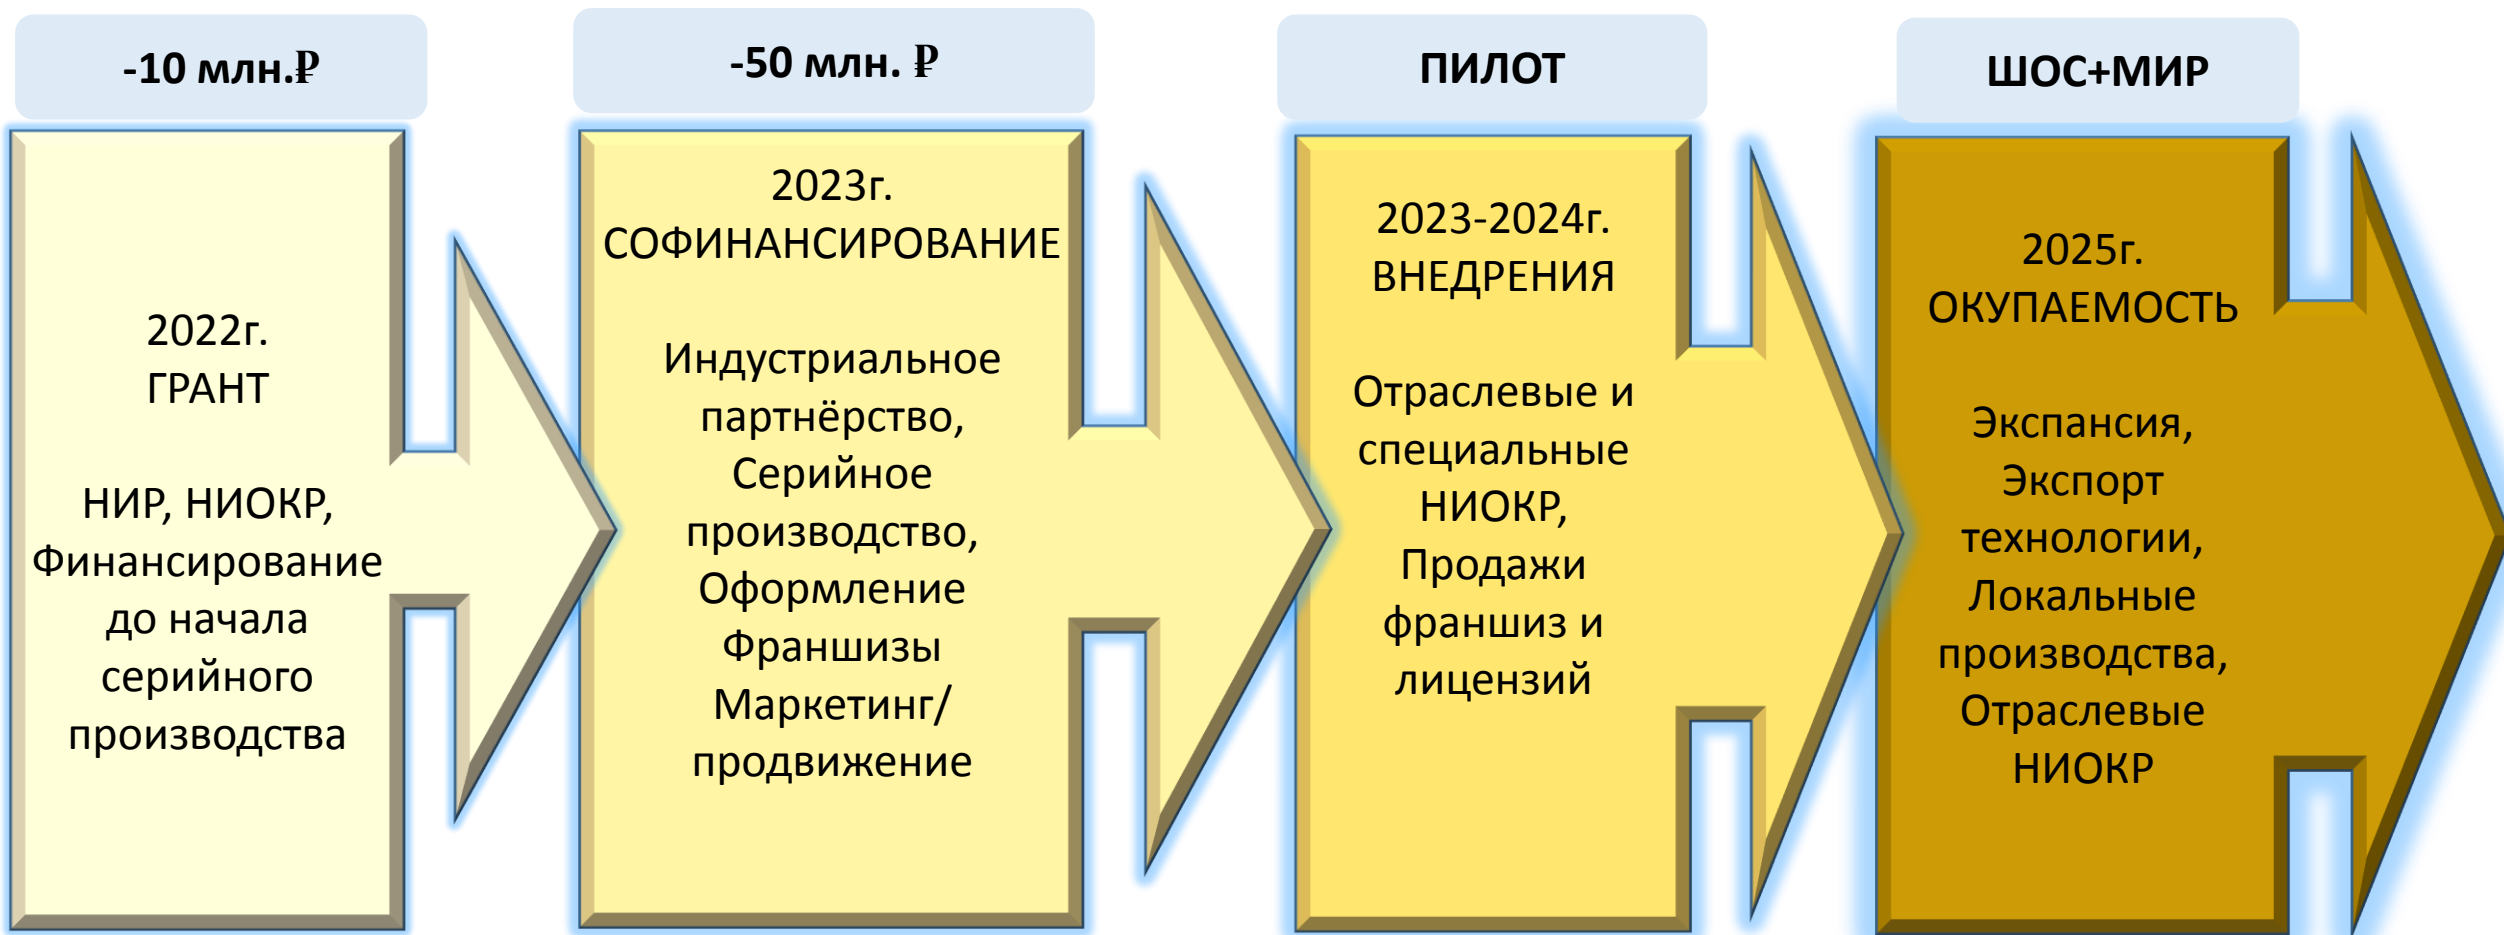 -10 млн.₽
2022г.
ГРАНТ
НИР, НИОКР,
Финансирование
до начала
серийного
производства
-50 млн. ₽
2023г.
СОФИНАНСИРОВАНИЕ
Индустриальное
партнёрство,
Серийное
производство,
Оформление
Франшизы
Маркетинг/
продвижение
ПИЛОТ
2023-2024г.
ВНЕДРЕНИЯ
Отраслевые и
специальные
НИОКР,
Продажи
франшиз и
лицензий
ШОС+МИР
2025г.
ОКУПАЕМОСТЬ
Экспансия,
Экспорт
технологии,
Локальные
производства,
Отраслевые
НИОКР